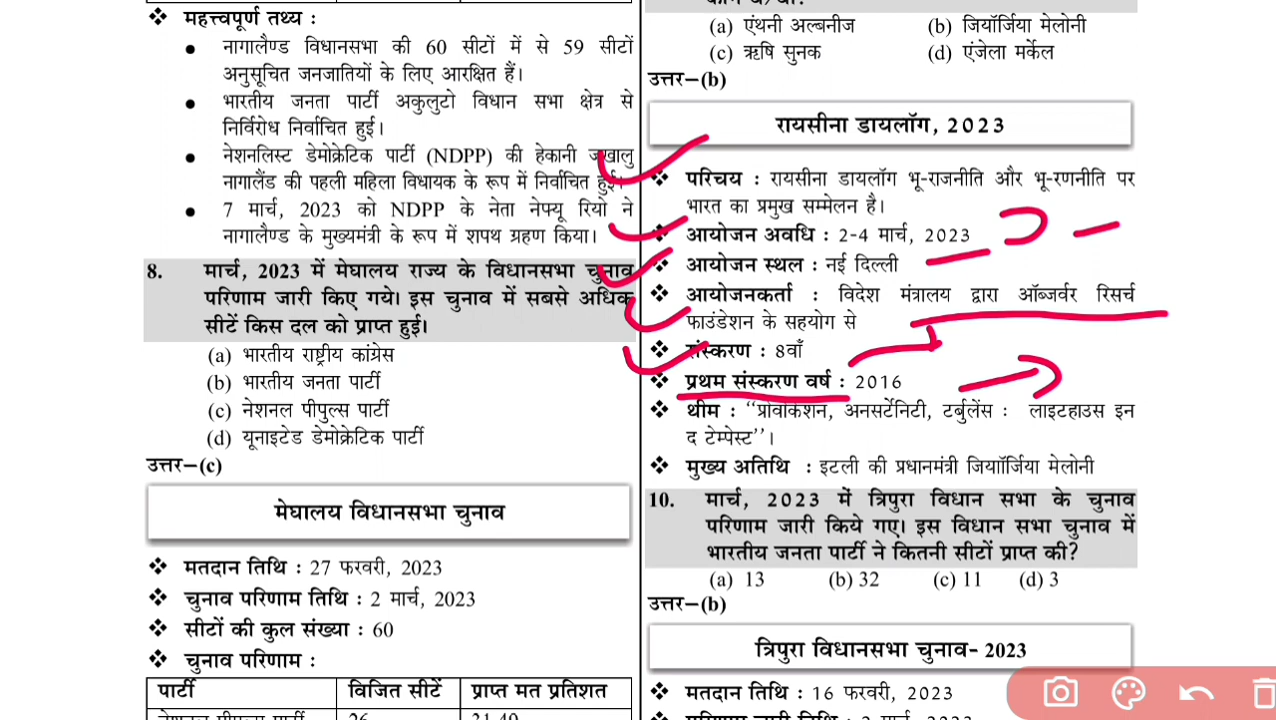 ❖ महत्त्वपूर्ण तथ्य :
● नागालैण्ड विधानसभा की 60 सीटों में से 59 सीटों
अनुसूचित जनजातियों के लिए आरक्षित हैं।
● भारतीय जनता पार्टी अकुलुटो विधान सभा क्षेत्र से
निर्विरोध निर्वाचित हुई।
● नेशनलिस्ट डेमोक्रेटिक पार्टी (NDPP) की हेकानी जखालु
नागालैंड की पहली महिला विधायक के रूप में निर्वाचित हुई।
● 7 मार्च, 2023 को NDPP के नेता नेफ्यू रियो ने
नागालैण्ड के मुख्यमंत्री के रूप में शपथ ग्रहण किया।
8. मार्च, 2023 में मेघालय राज्य के विधानसभा चुनाव
परिणाम जारी किए गये। इस चुनाव में सबसे अधिक
सीटें किस दल को प्राप्त हुई।
(a) भारतीय राष्ट्रीय कांग्रेस
(b) भारतीय जनता पार्टी
(c) नेशनल पीपुल्स पार्टी
(d) यूनाइटेड डेमोक्रेटिक पार्टी
उत्तर–(c)
मेघालय विधानसभा चुनाव
❖ मतदान तिथि : 27 फरवरी, 2023
❖ चुनाव परिणाम तिथि : 2 मार्च, 2023
❖ सीटों की कुल संख्या : 60
❖ चुनाव परिणाम :
पार्टी विजित सीटें प्राप्त मत प्रतिशत
(a) एंथनी अल्बनीज (b) जियॉर्जिया मेलोनी
(c) ऋषि सुनक (d) एंजेला मर्केल
उत्तर–(b)
रायसीना डायलॉग, 2023
❖ परिचय : रायसीना डायलॉग भू-राजनीति और भू-रणनीति पर
भारत का प्रमुख सम्मेलन है।
❖ आयोजन अवधि : 2-4 मार्च, 2023
❖ आयोजन स्थल : नई दिल्ली
❖ आयोजनकर्ता : विदेश मंत्रालय द्वारा ऑब्जर्वर रिसर्च
फाउंडेशन के सहयोग से
❖ संस्करण : 8वाँ
❖ प्रथम संस्करण वर्ष : 2016
❖ थीम : “प्रोवोकेशन, अनसर्टेनिटी, टर्बुलेंस : लाइटहाउस इन
द टेम्पेस्ट”।
❖ मुख्य अतिथि : इटली की प्रधानमंत्री जियाॉर्जिया मेलोनी
10. मार्च, 2023 में त्रिपुरा विधान सभा के चुनाव
परिणाम जारी किये गए। इस विधान सभा चुनाव में
भारतीय जनता पार्टी ने कितनी सीटों प्राप्त की?
(a) 13 (b) 32 (c) 11 (d) 3
उत्तर–(b)
त्रिपुरा विधानसभा चुनाव- 2023
❖ मतदान तिथि : 16 फरवरी, 2023